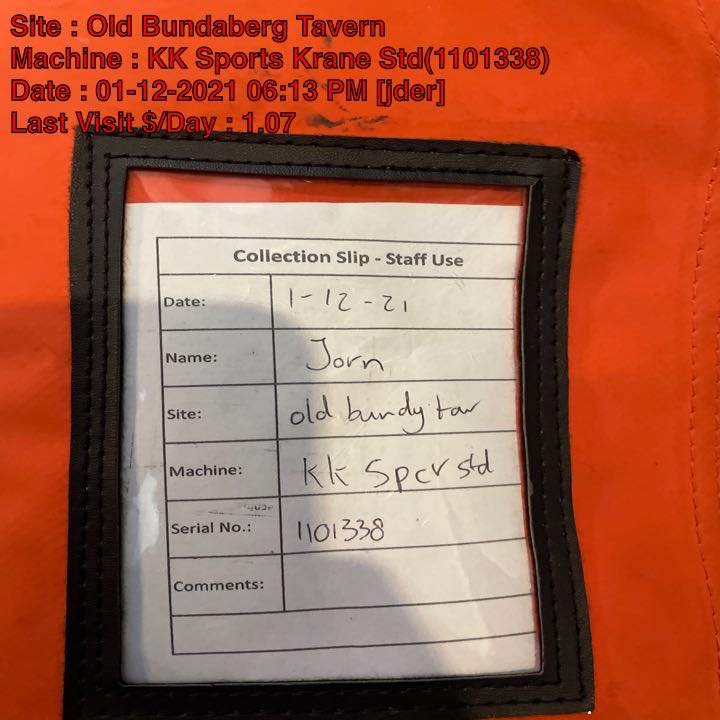 Site : Old Bundaberg Tavern
Machine : KK Sports Krane Std(1101338)
Date : 01-12-2021 06:13 PM [jder]
Last Visit $/Day : 1.07
Collection Slip - Staff Use
Date: 1-12-21
Name: Jorn
Site: old bundy tav
Machine: KK Spcr std
Serial No.: 1101338
Comments: